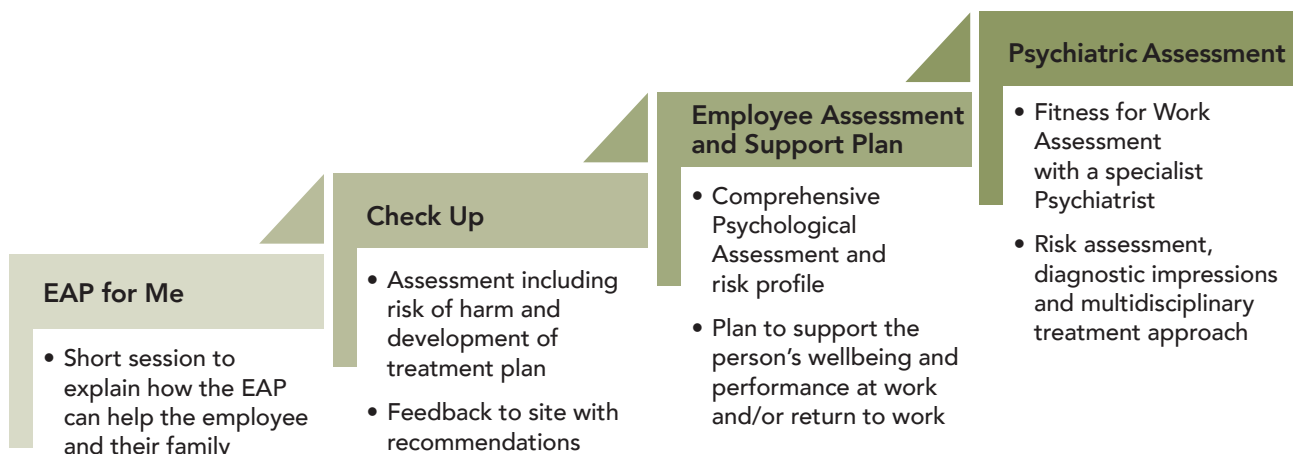 EAP for Me
• Short session to
explain how the EAP
can help the employee
and their family
Check Up
• Assessment including
risk of harm and
development of
treatment plan
• Feedback to site with
recommendations
Employee Assessment
and Support Plan
• Comprehensive
Psychological
Assessment and
risk profile
• Plan to support the
person’s wellbeing and
performance at work
and/or return to work
Psychiatric Assessment
• Fitness for Work
Assessment
with a specialist
Psychiatrist
• Risk assessment,
diagnostic impressions
and multidisciplinary
treatment approach